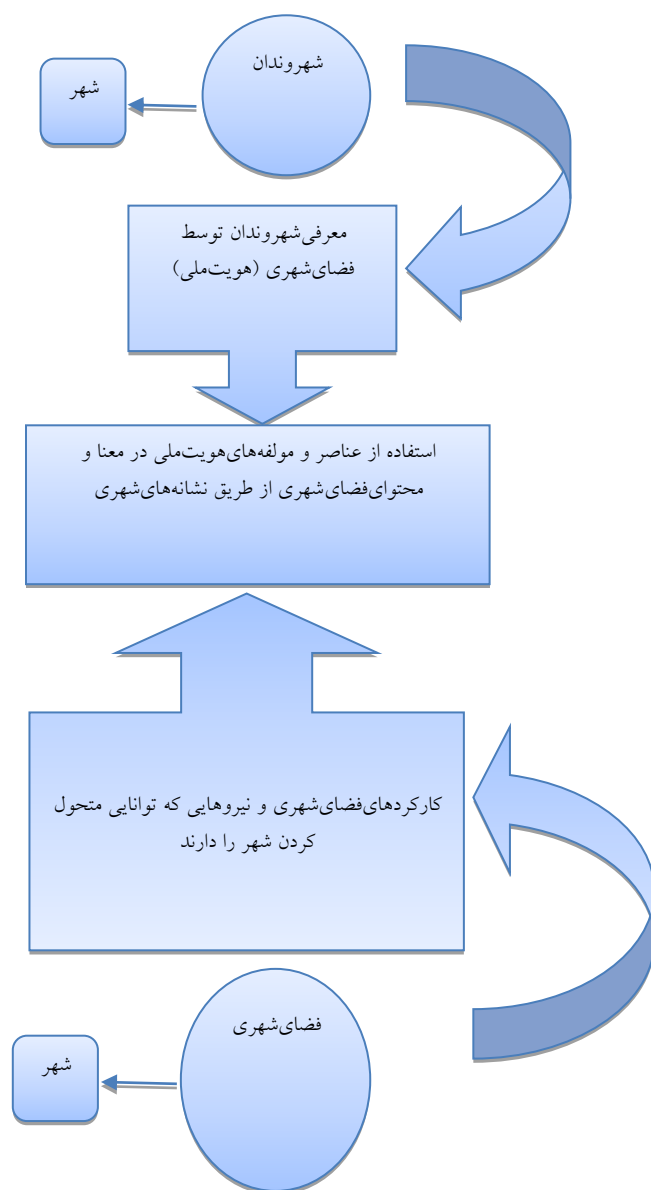 شهروندان
شهر
معرفی‌شهروندان توسط
فضای‌شهری (هویت‌ملی)
استفاده از عناصر و مولفه‌های‌هویت‌ملی در معنا و
محتوای‌فضای‌شهری از طریق نشانه‌های‌شهری
کارکردهای‌فضای‌شهری و نیروهایی که توانایی متحول
کردن شهر را دارند
فضای‌شهری
شهر